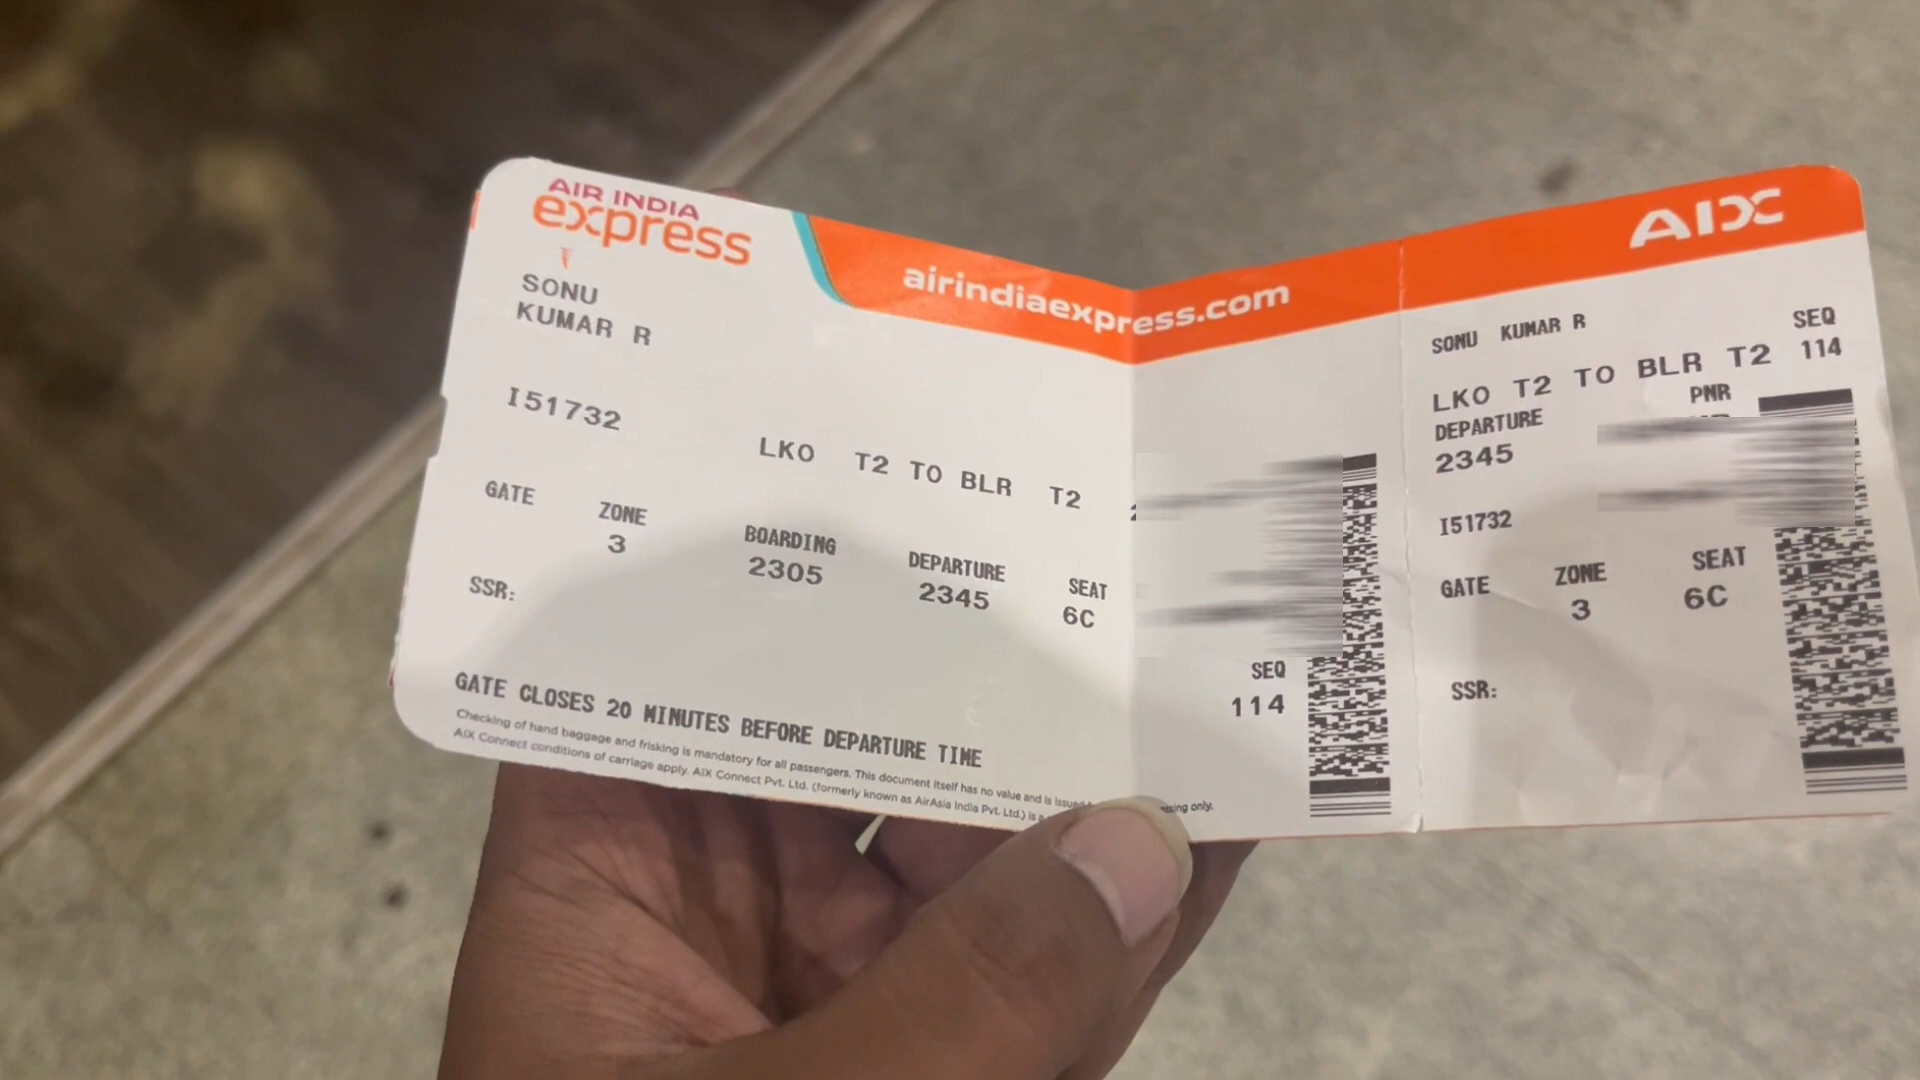 AIR INDIA
express
airindiaexpress.com
AIX
SONU
KUMAR R
I51732
LKO T2 TO BLR T2
GATE ZONE BOARDING DEPARTURE SEAT
3 2305 2345 6C
SSR:
SEQ
114
GATE CLOSES 20 MINUTES BEFORE DEPARTURE TIME
Checking of hand baggage and frisking is mandatory for all passengers. This document itself has no value and is issued
AIX Connect conditions of carriage apply. AIX Connect Pvt. Ltd. (formerly known as AirAsia India Pvt. Ltd.) is a
only.
SONU KUMAR R
SEQ
LKO T2 TO BLR T2 114
DEPARTURE PNR
2345
I51732
GATE ZONE SEAT
3 6C
SSR: